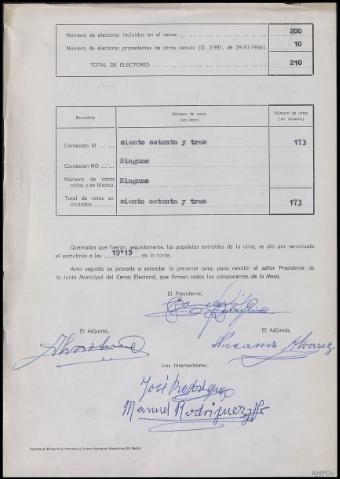 Número de electores incluidos en el censo 200
Número de electores procedentes de otros censos (D. 2.981, de 29-XI-1966), 10
TOTAL DE ELECTORES 210
Escrutinio Número de votos (en letra) Número de votos (en número)
Contestan SI ciento setenta y tres 173
Contestan NO Ninguno
Número de votos nulos y en blanco. Ninguno
Total de votos escrutados ciento setenta y tres 173
Quemadas que fueron, seguidamente, las papeletas extraídas de la urna, se dio por terminado
el escrutinio a las 19'15 de la tarde.
Acto seguido se procede a extender la presente acta, para remitir al señor Presidente de
la Junta Municipal del Censo Electoral, que firman todos los componentes de la Mesa.
El Presidente,
El Adjunto, El Adjunto,
Alvarez
Los Interventores:
José Rodríguez
Manuel Rodríguez
AHPOu